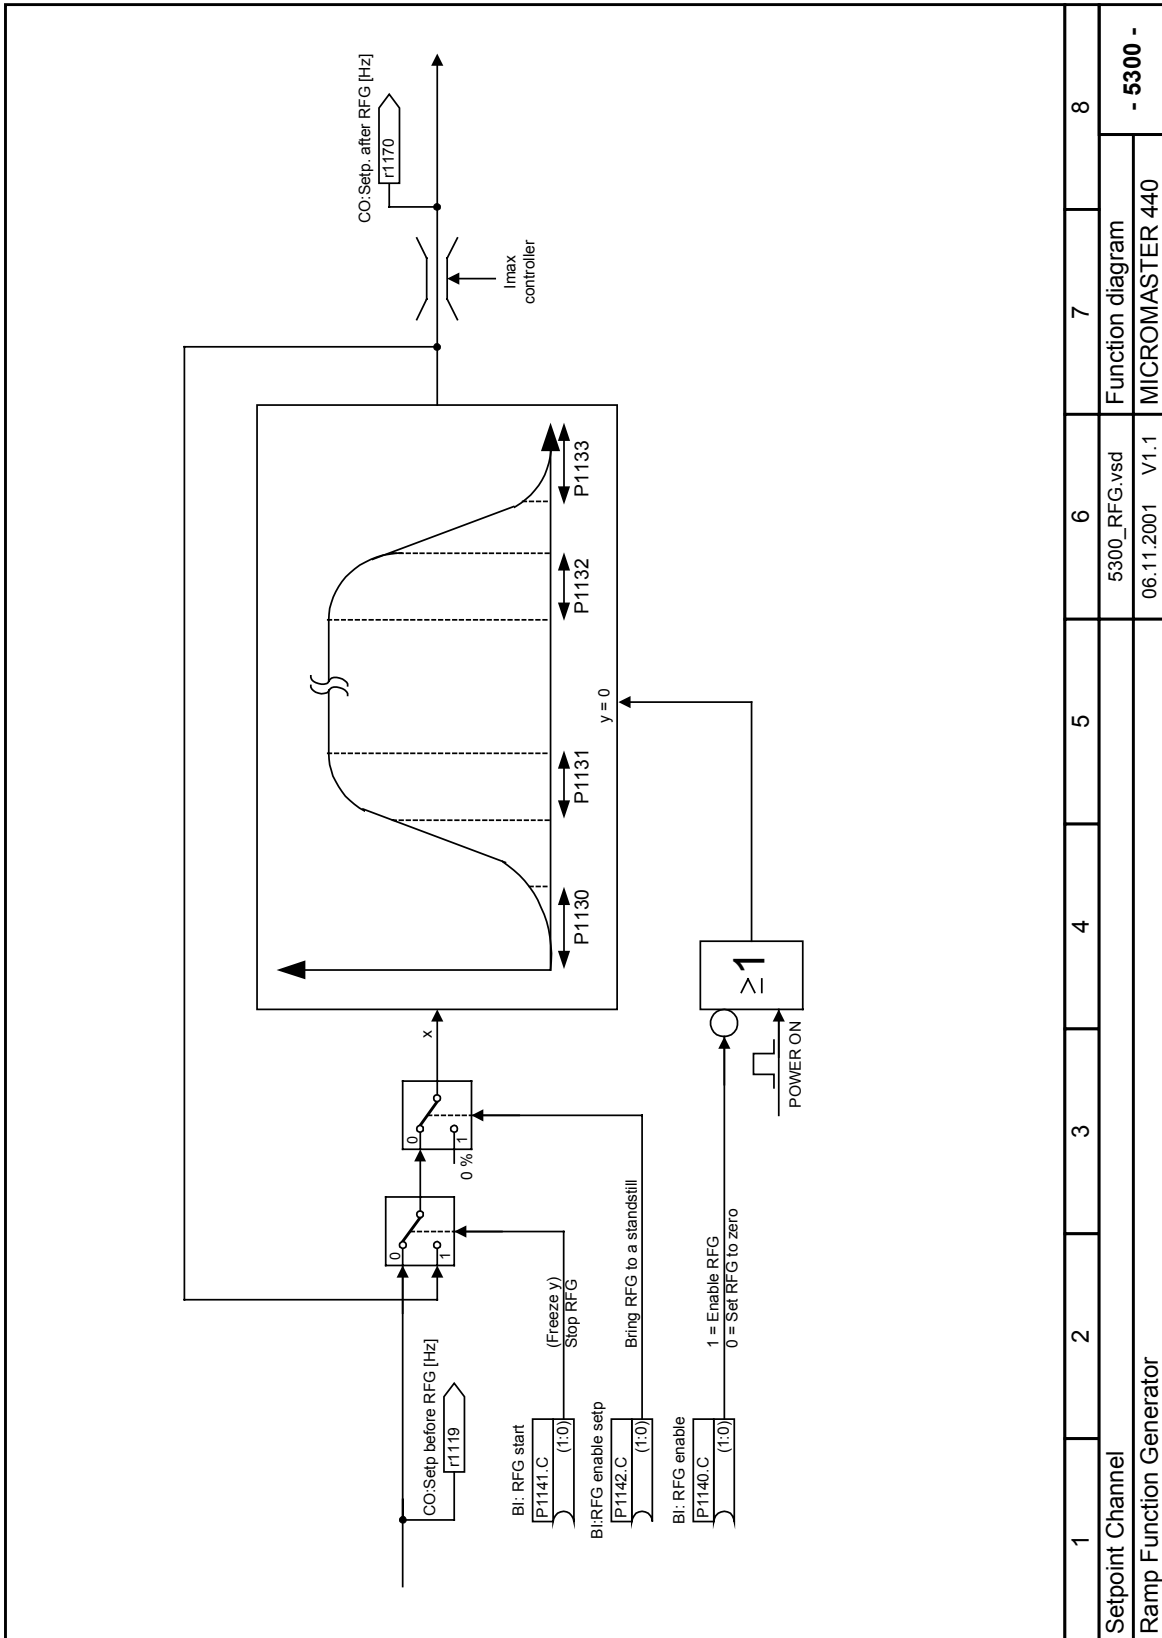 CO:Setp before RFG [Hz]
r1119
BI: RFG start
P1141.C
(1:0)
(Freeze y)
Stop RFG
BI:RFG enable setp
P1142.C
(1:0)
Bring RFG to a standstill
BI: RFG enable
P1140.C
(1:0)
1 = Enable RFG
0 = Set RFG to zero
0
1
0
1
0 %
x
POWER ON
≥1
y = 0
P1130
P1131
P1132
P1133
Imax
controller
CO:Setp. after RFG [Hz]
r1170
1
2
3
4
5
6
7
8
Setpoint Channel
5300_RFG.vsd
Function diagram
- 5300 -
Ramp Function Generator
06.11.2001 V1.1
MICROMASTER 440